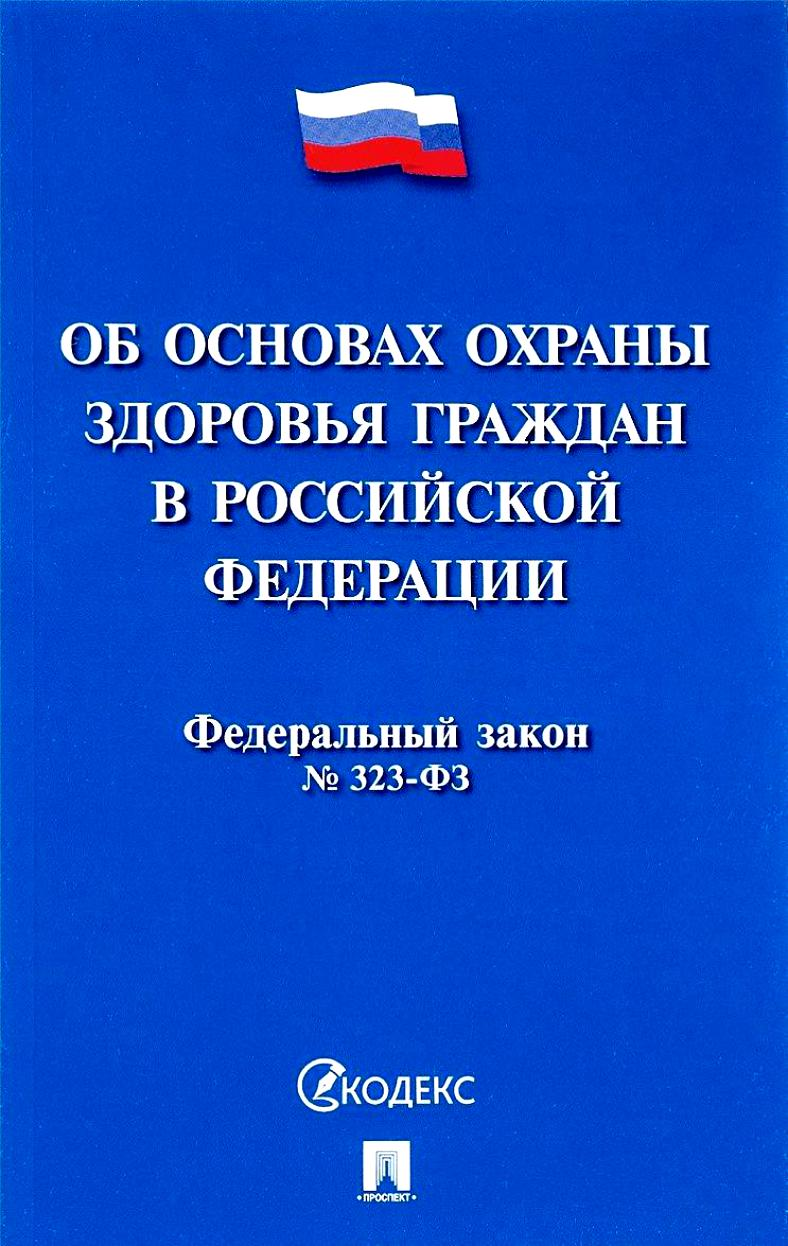 ОБ ОСНОВАХ ОХРАНЫ
ЗДОРОВЬЯ ГРАЖДАН
В РОССИЙСКОЙ
ФЕДЕРАЦИИ
Федеральный закон
№ 323-ФЗ
КОДЕКС
• ПРОСПЕКТ •